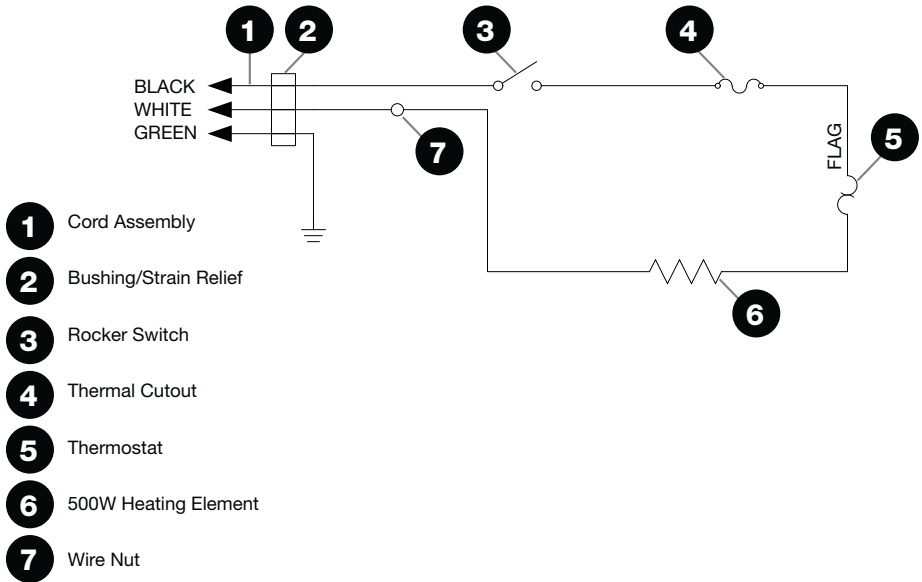 1
2
3
4
BLACK
WHITE
GREEN
7
FLAG
5
6
1 Cord Assembly
2 Bushing/Strain Relief
3 Rocker Switch
4 Thermal Cutout
5 Thermostat
6 500W Heating Element
7 Wire Nut